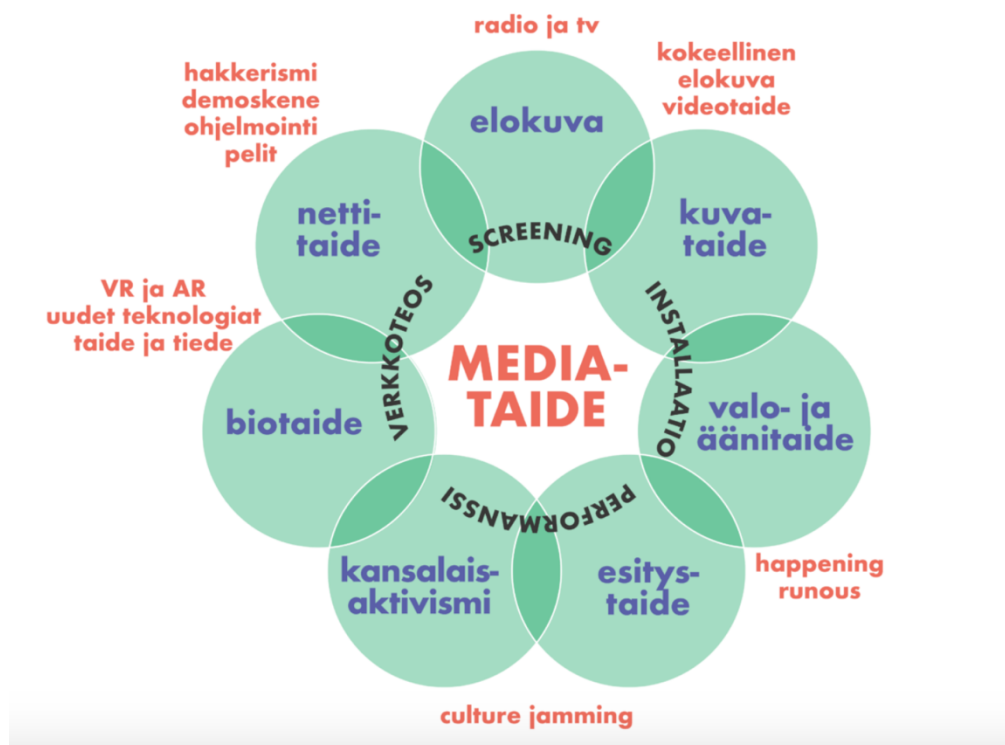 radio ja tv
kokeellinen
elokuva
videotaide
hakkerismi
demoskene
ohjelmointi
pelit
elokuva
netti-
taide
kuva-
taide
SCREENING
VERKKOTEOS
INSTALLAATIO
VR ja AR
uudet teknologiat
taide ja tiede
MEDIA-
TAIDE
biotaide
valo- ja
äänitaide
PERFORMANSSI
kansalais-
aktivismi
esitys-
taide
happening
runous
culture jamming